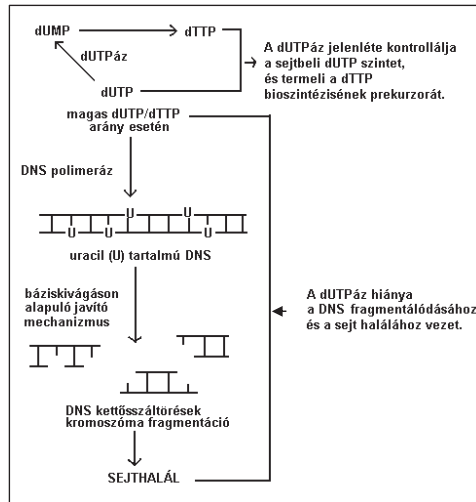 dUMP
dTTP
dUTPáz
dUTP
A dUTPáz jelenléte kontrollálja
a sejtbeli dUTP szintet,
és termeli a dTTP
bioszintézisének prekurzorát.
magas dUTP/dTTP
arány esetén
DNS polimeráz
U
U
U
U
U
uracil (U) tartalmú DNS
báziskivágáson
alapuló javító
mechanizmus
A dUTPáz hiánya
a DNS fragmentálódásához
és a sejt halálához vezet.
DNS kettősszáltörések
kromoszóma fragmentáció
SEJTHALÁL